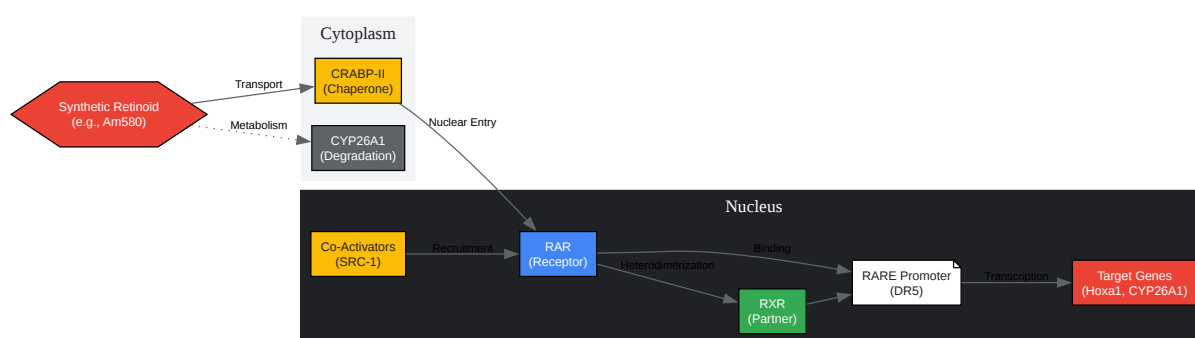 Cytoplasm
CRABP-II
(Chaperone)
Transport
Synthetic Retinoid
(e.g., Am580)
Metabolism
Nuclear Entry
CYP26A1
(Degradation)
Nucleus
Co-Activators
(SRC-1)
Recruitment
RAR
(Receptor)
Binding
Heterodimerization
RXR
(Partner)
RARE Promoter
(DR5)
Transcription
Target Genes
(Hoxa1, CYP26A1)